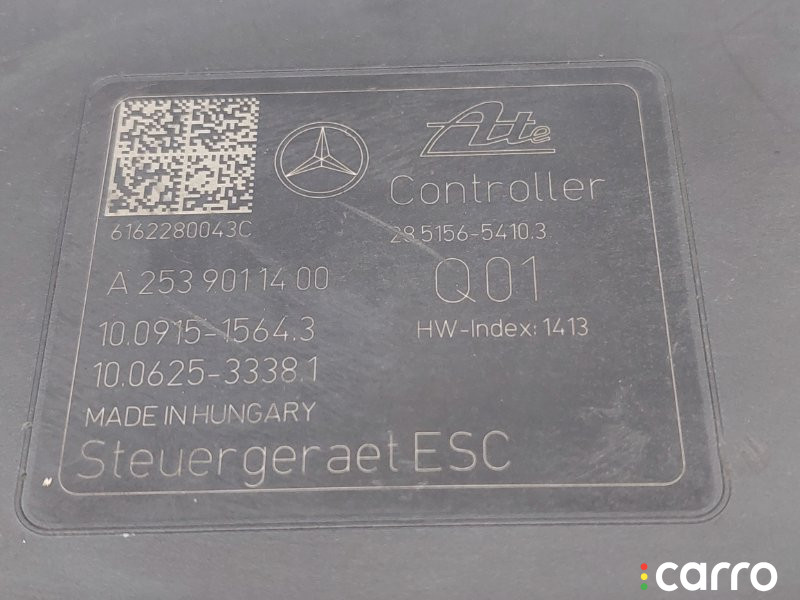 Ate
Controller
6162280043C
28.5156-5410.3
A 253 901 14 00
Q01
10.0915-1564.3
HW-Index: 1413
10.0625-3338.1
MADE IN HUNGARY
Steuergeraet ESC
carro